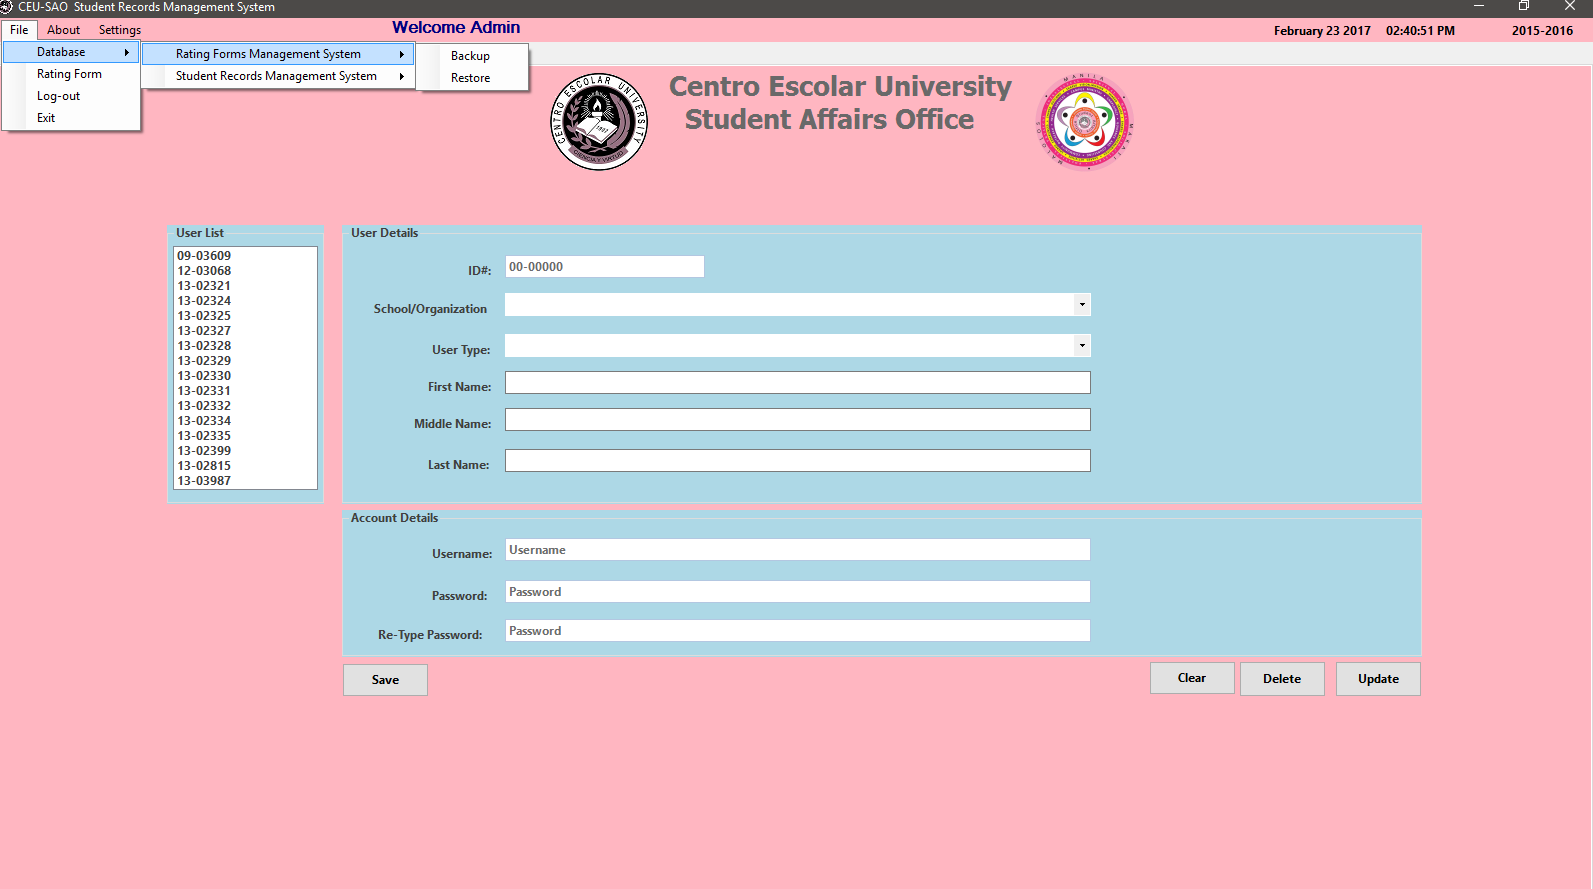 CEU-SAO Student Records Management System
File About Settings
Welcome Admin
February 23 2017 02:40:51 PM 2015-2016
Database
Rating Form
Log-out
Exit
Rating Forms Management System
Student Records Management System
Backup
Restore
CENTRO ESCOLAR UNIVERSITY
1907
CIENCIA Y VIRTUD
Centro Escolar University
Student Affairs Office
MANILA
MAKATI
MALOLOS
User List
09-03609
12-03068
13-02321
13-02324
13-02325
13-02327
13-02328
13-02329
13-02330
13-02331
13-02332
13-02334
13-02335
13-02399
13-02815
13-03987
User Details
ID#: 00-00000
School/Organization
User Type:
First Name:
Middle Name:
Last Name:
Account Details
Username: Username
Password: Password
Re-Type Password: Password
Save
Clear
Delete
Update